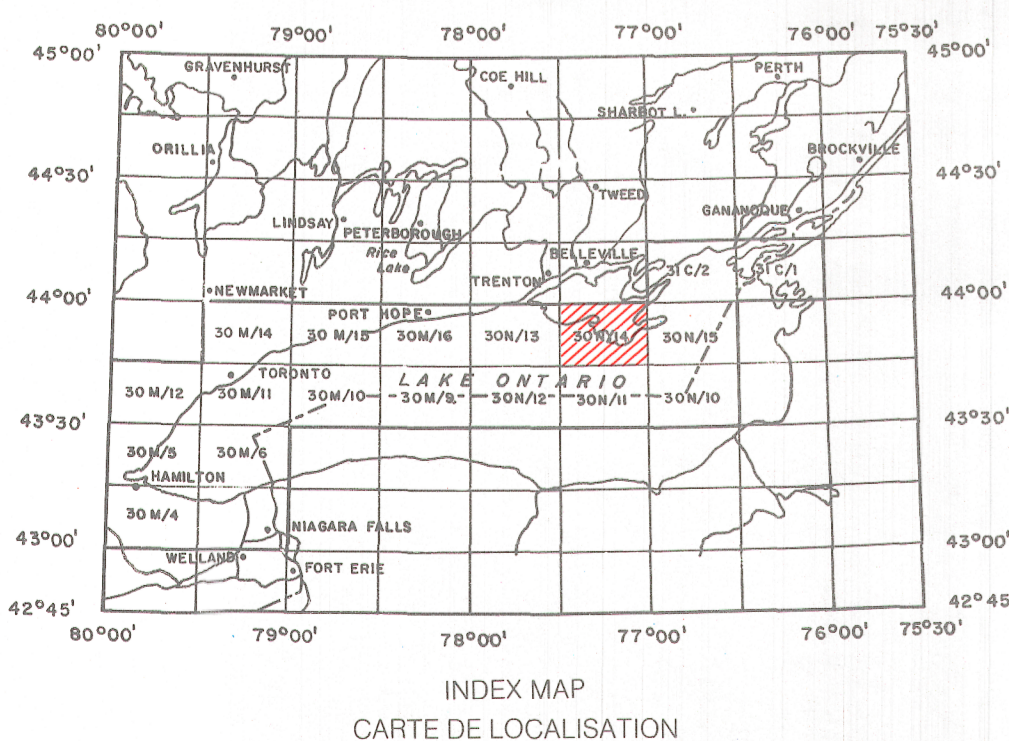 80°00' 79°00' 78°00' 77°00' 76°00' 75°30'
45°00' 45°00'
GRAVENHURST COE HILL PERTH
SHARBOT L.
ORILLIA BROCKVILLE
44°30' 44°30'
TWEED
GANANOQUE
LINDSAY PETERBOROUGH
Rice Lake
BELLEVILLE
TRENTON 31 C/2 31 C/1
NEWMARKET
44°00' 44°00'
PORT HOPE
30 M/14 30 M/15 30M/16 30N/13 30 N/14 30N/15
TORONTO
LAKE ONTARIO
30 M/12 30 M/11 30M/10 30M/9 30N/12 30N/11 30N/10
43°30' 43°30'
30 M/5 30 M/6
HAMILTON
30 M/4
NIAGARA FALLS
43°00' 43°00'
WELLAND
FORT ERIE
42°45' 42°45
80°00' 79°00' 78°00' 77°00' 76°00' 75°30'
INDEX MAP
CARTE DE LOCALISATION